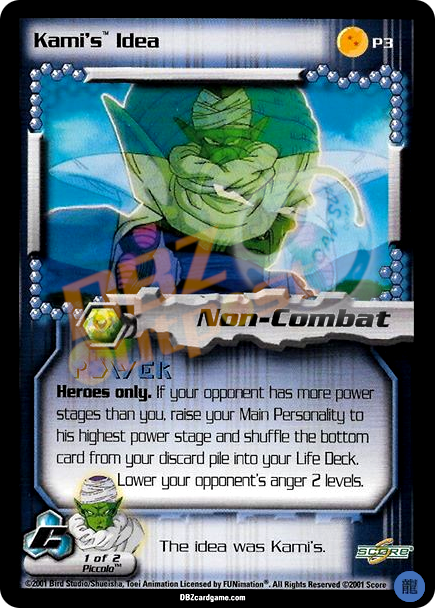 Kami's™ Idea
P3
Non-Combat
POWER
Heroes only. If your opponent has more power
stages than you, raise your Main Personality to
his highest power stage and shuffle the bottom
card from your discard pile into your Life Deck.
Lower your opponent's anger 2 levels.
1 of 2
Piccolo™
The idea was Kami's.
SCORE
©2001 Bird Studio/Shueisha, Toei Animation Licensed by FUNimation®. All Rights Reserved ©2001 Score
DBZcardgame.com
龍